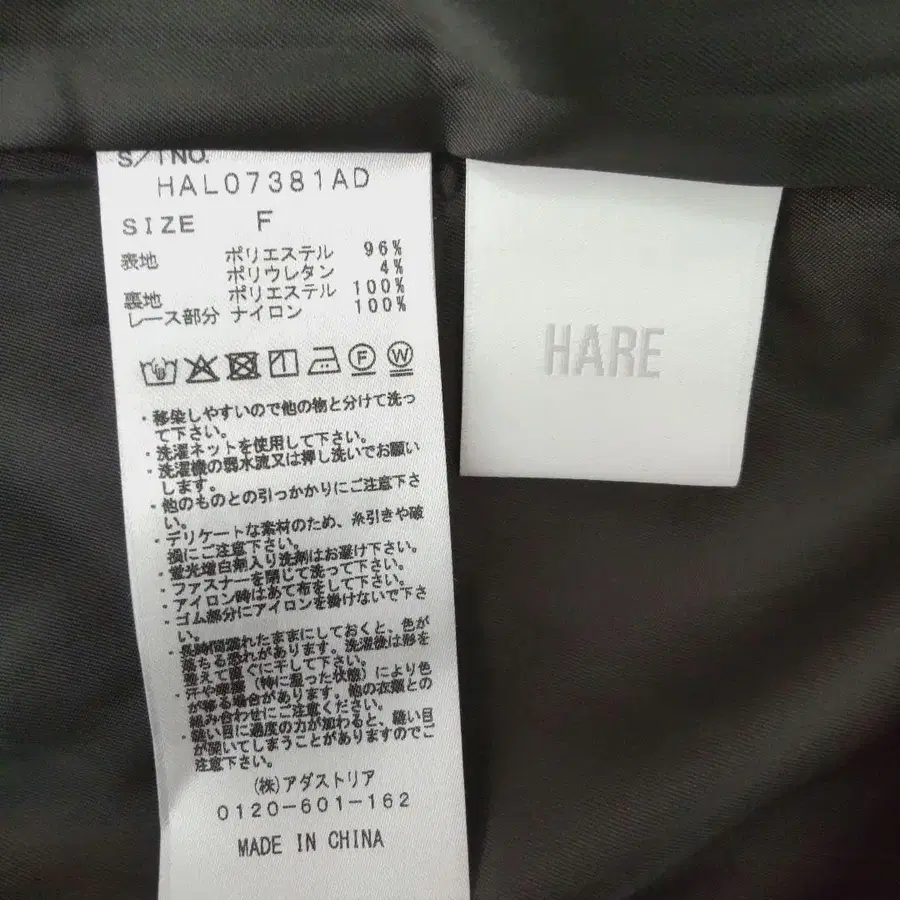 S/TNO.
HAL07381AD
SIZE F
表地 ポリエステル 96%
ポリウレタン 4%
裏地 ポリエステル 100%
レース部分 ナイロン 100%
F W
・移染しやすいので他の物と分けて洗っ
て下さい。
・洗濯ネットを使用して下さい。
・洗濯機の弱水流又は押し洗いでお願い
します。
・他のものとの引っかかりにご注意下さ
い。
・デリケートな素材のため、糸引きや破
損にご注意下さい。
・蛍光増白剤入り洗剤はお避け下さい。
・ファスナーを閉じて洗って下さい。
・アイロン時はあて布をして下さい。
・ゴム部分にアイロンを掛けないで下さ
い。
・長時間濡れたままにしておくと、色が
落ちる恐れがあります。洗濯後は形を
整えて直ぐに干して下さい。
・汗や摩擦（特に湿った状態）により色
が移る場合があります。他の衣類との
組み合わせにご注意ください。
・縫い目に過度の力が加わると、縫い目
が開いてしまうことがありますのでご
注意下さい。
(株)アダストリア
0120-601-162
MADE IN CHINA
HARE